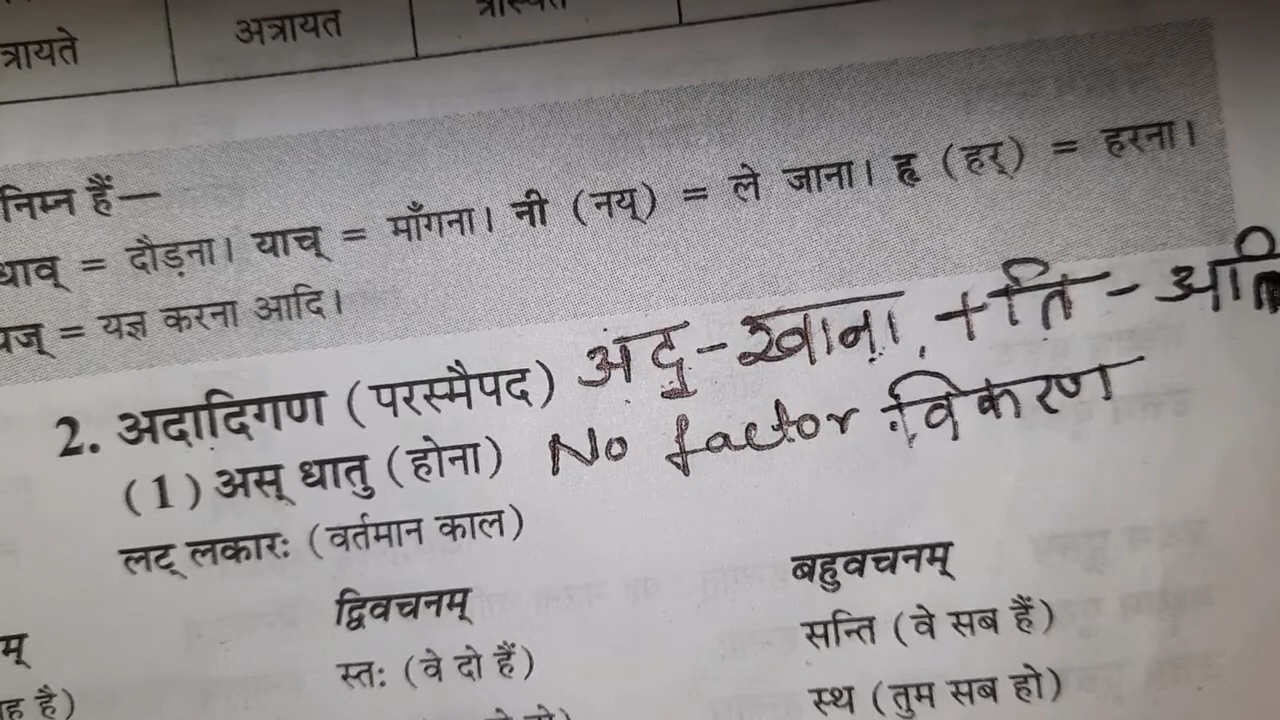 त्रायते अत्रायत
निम्न हैं—
धाव् = दौड़ना। याच् = माँगना। नी (नय्) = ले जाना। हृ (हर्) = हरना।
यज् = यज्ञ करना आदि।
2. अदादिगण (परस्मैपद) अद् - खाना, + ति -
(1) अस् धातु (होना) No factor विकरण
लट् लकारः (वर्तमान काल)
द्विवचनम् बहुवचनम्
स्तः (वे दो हैं) सन्ति (वे सब हैं)
स्थ (तुम सब हो)